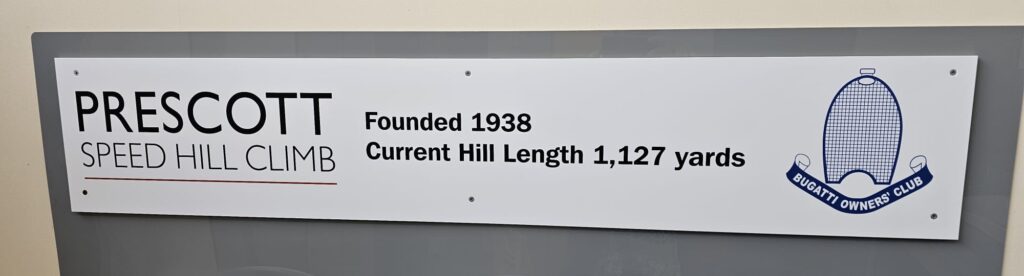 PRESCOTT
SPEED HILL CLIMB
Founded 1938
Current Hill Length 1,127 yards
BUGATTI OWNERS' CLUB